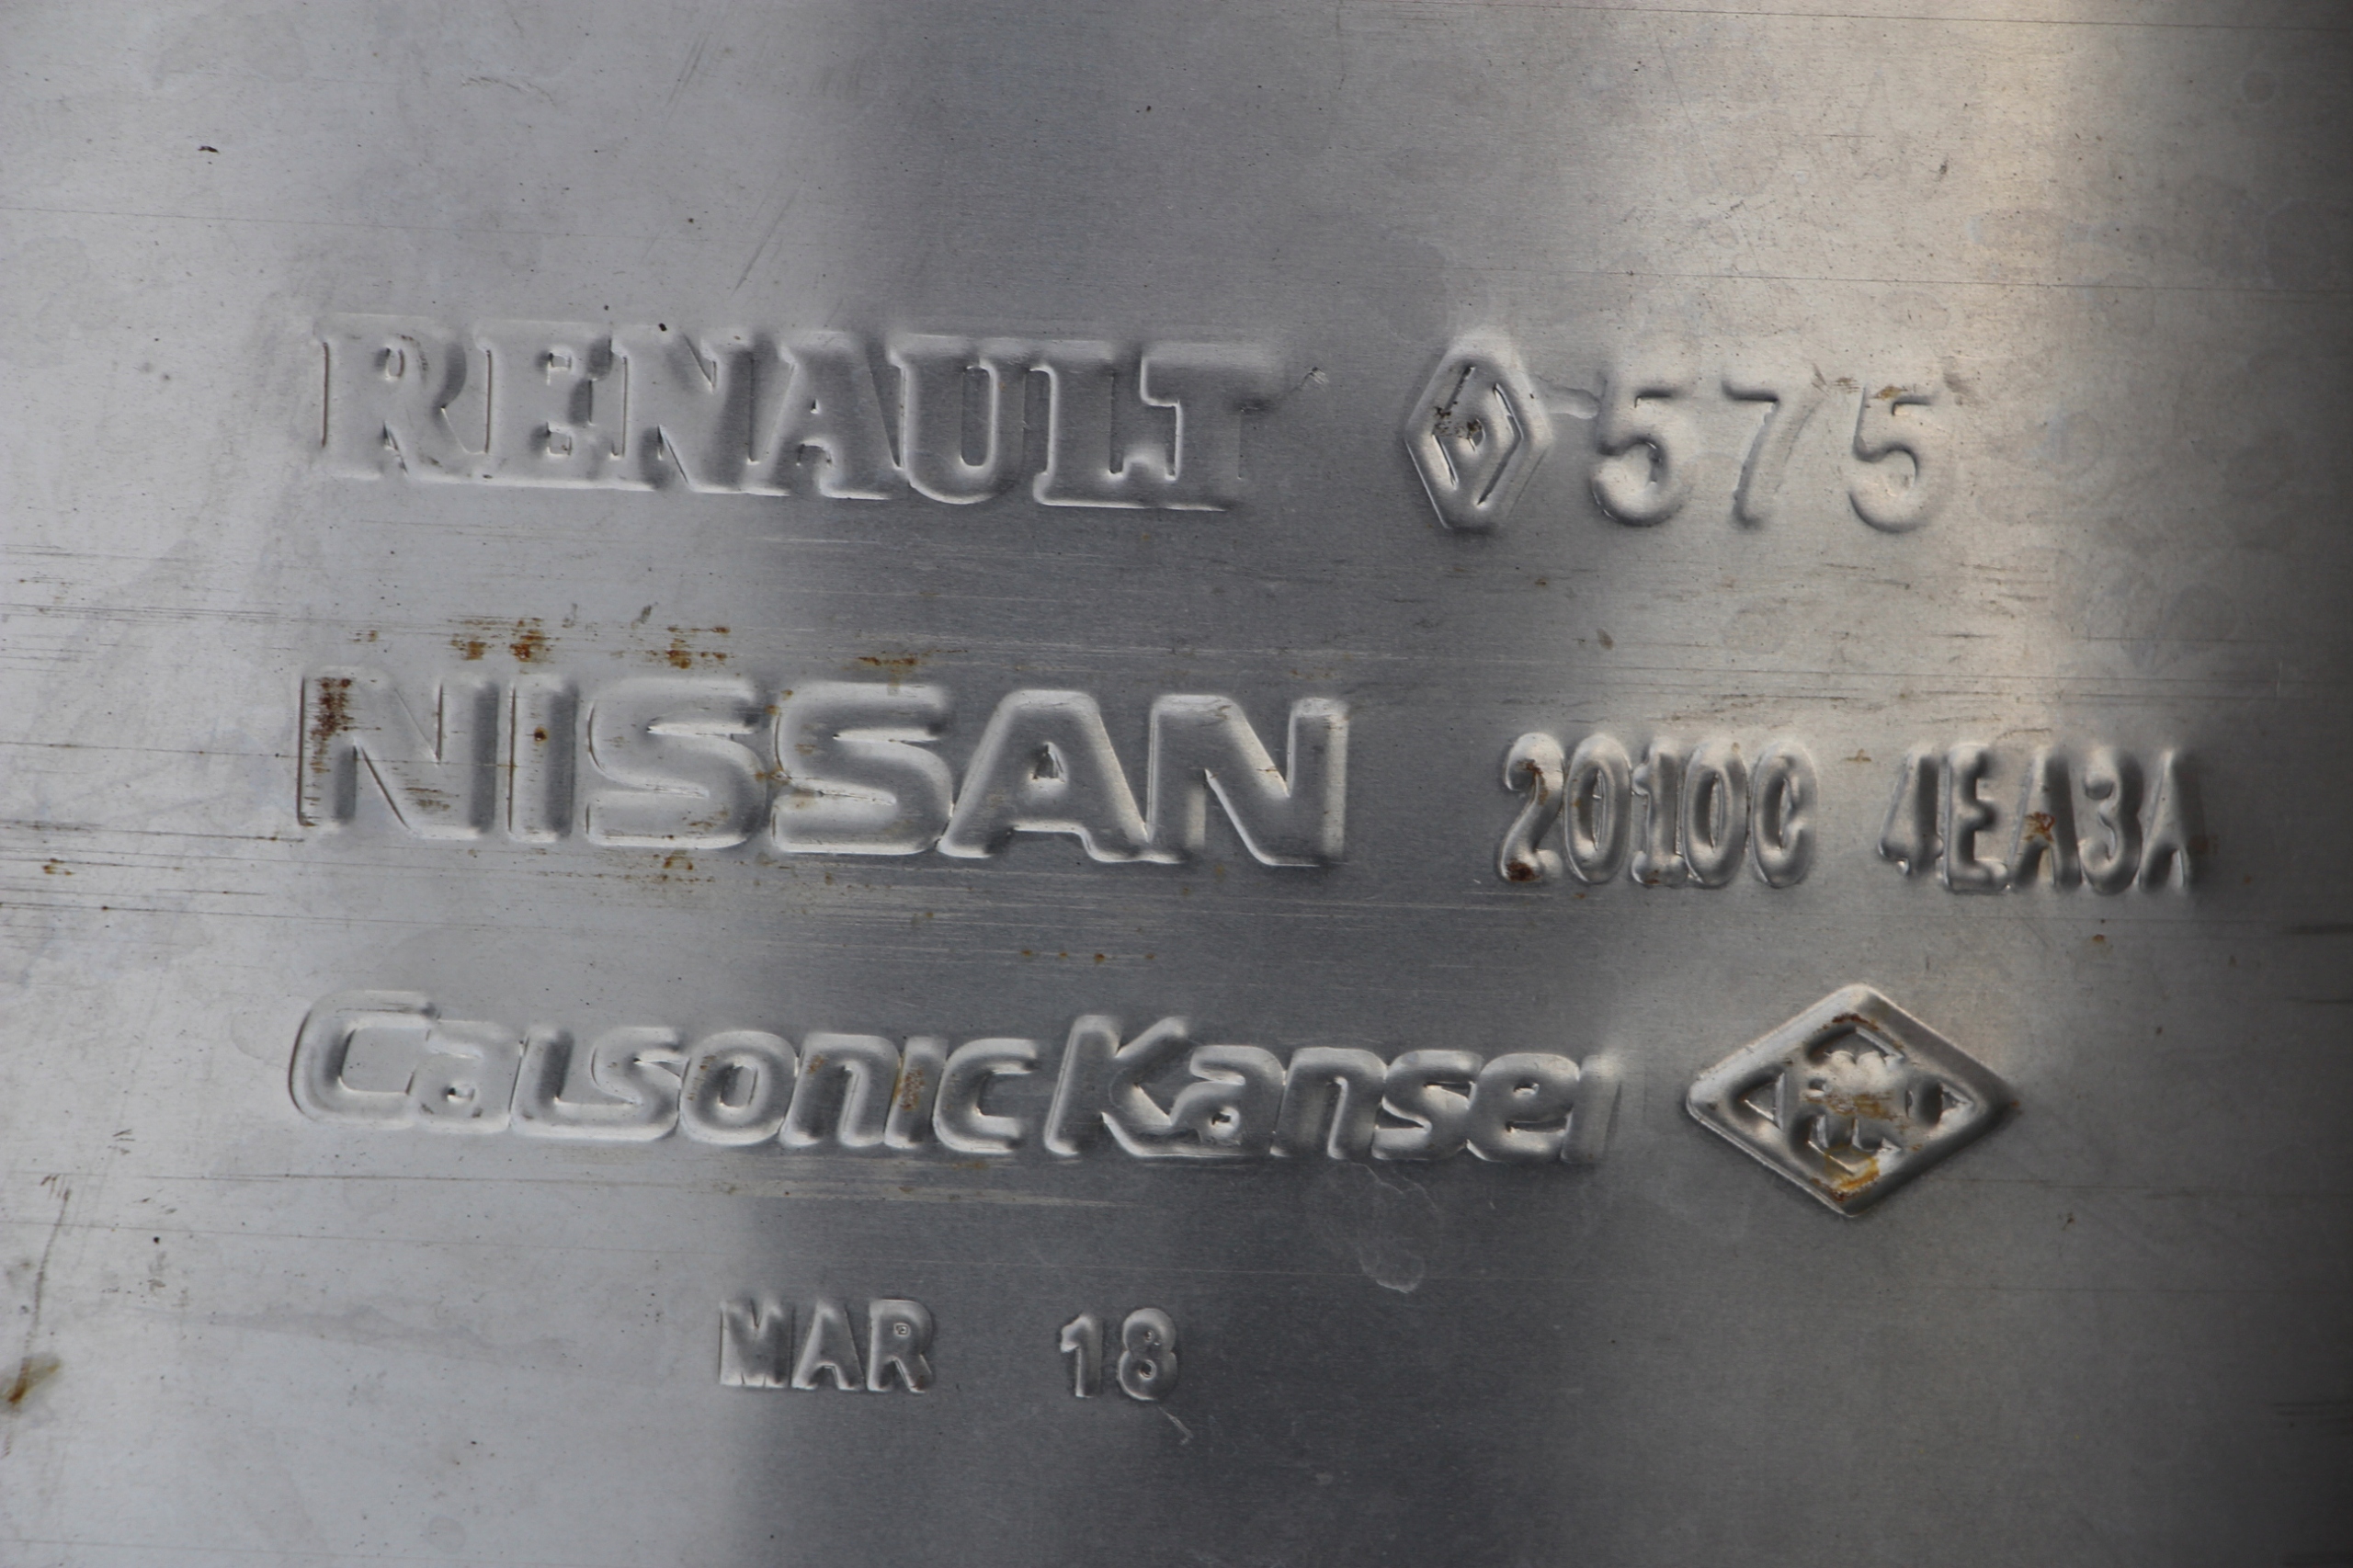 RENAULT 575
NISSAN 20100 4EA3A
CalsonicKansei
MAR 18